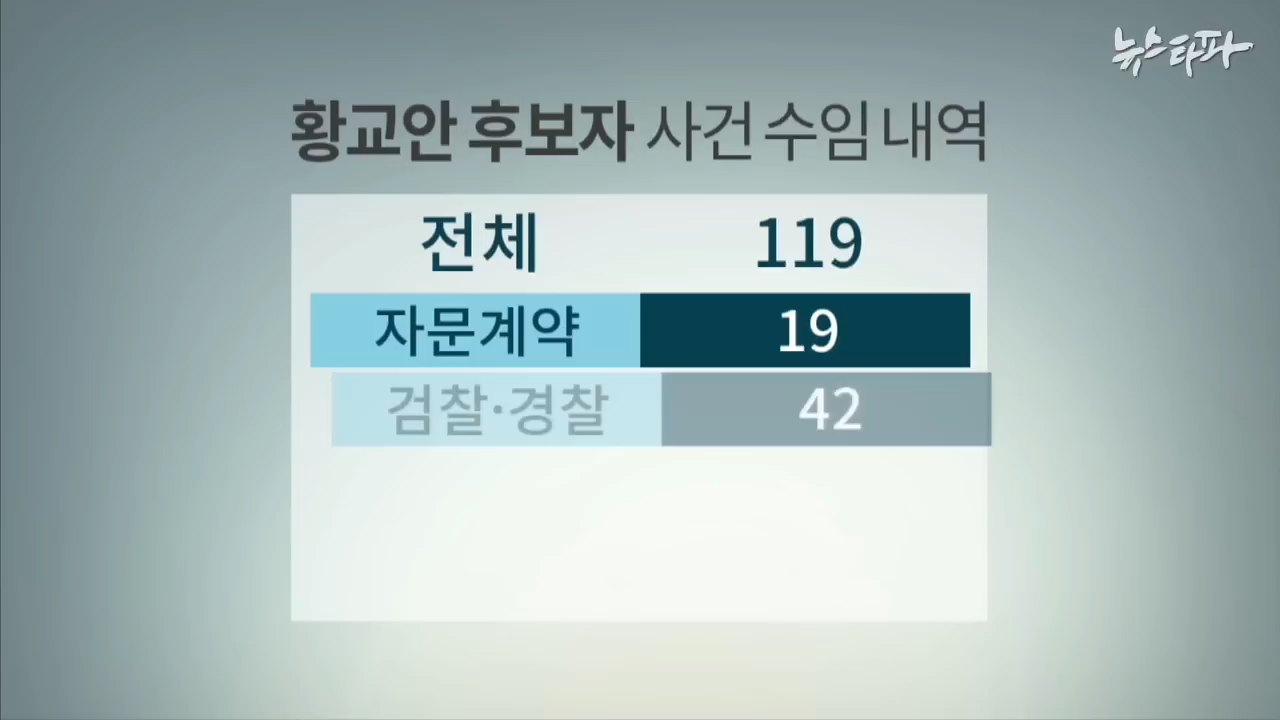 뉴스타파
황교안 후보자 사건 수임 내역
전체 119
자문계약 19
검찰·경찰 42